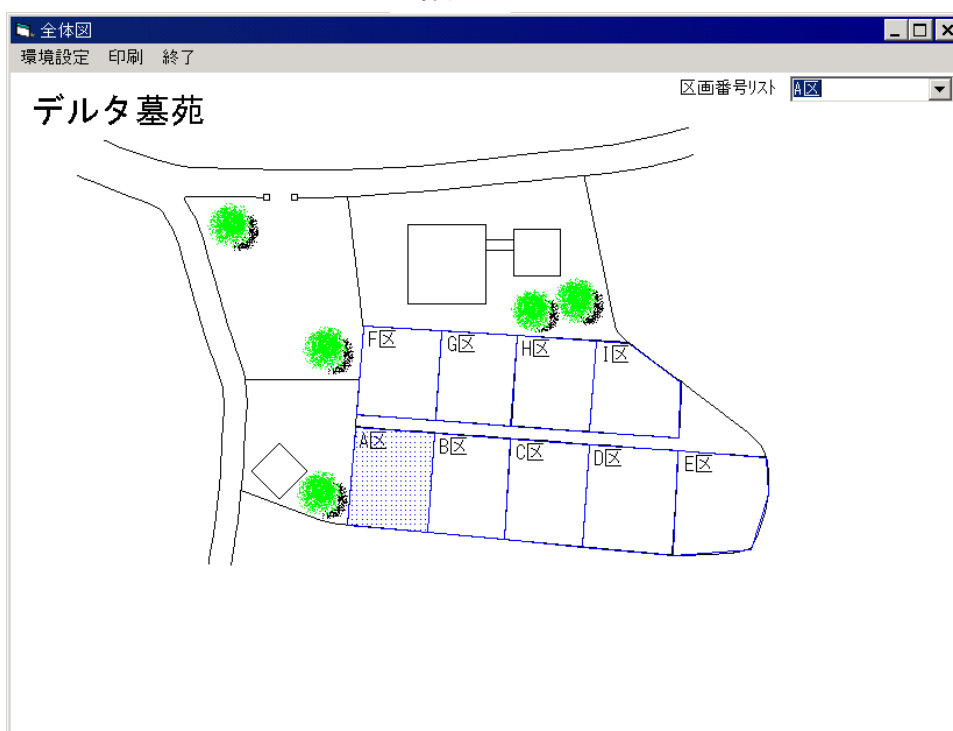 全体図
環境設定 印刷 終了
区画番号リスト A区
デルタ墓苑
F区 G区 H区 I区
A区 B区 C区 D区 E区